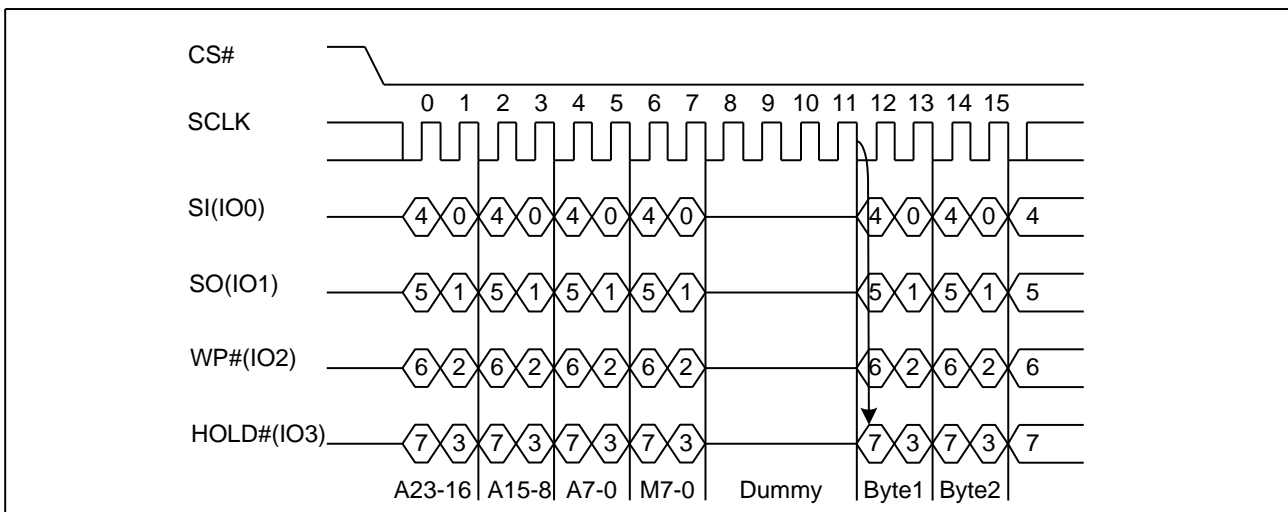 CS#
0 1 2 3 4 5 6 7 8 9 10 11 12 13 14 15
SCLK
SI(IO0) 4 0 4 0 4 0 4 0 4 0 4 0 4
SO(IO1) 5 1 5 1 5 1 5 1 5 1 5 1 5
WP#(IO2) 6 2 6 2 6 2 6 2 6 2 6 2 6
HOLD#(IO3) 7 3 7 3 7 3 7 3 7 3 7 3 7
A23-16 A15-8 A7-0 M7-0 Dummy Byte1 Byte2